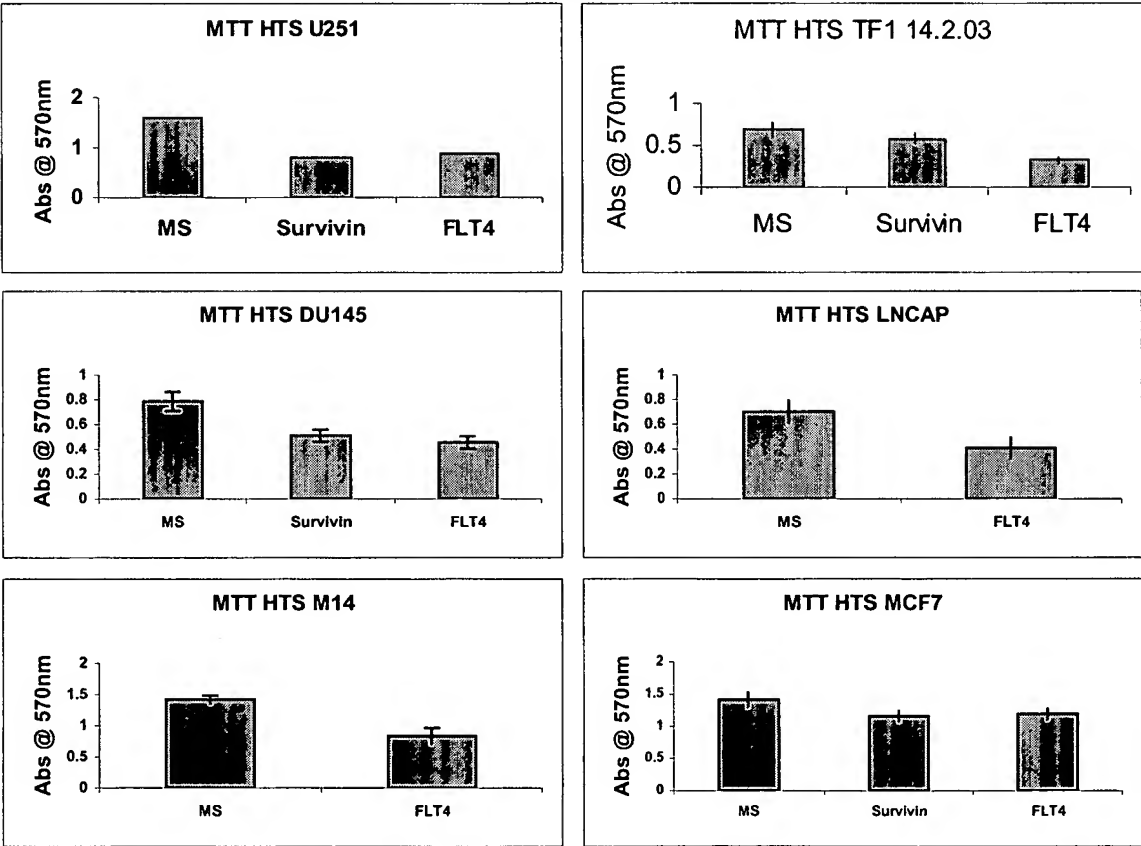 MTT HTS U251
Abs @ 570nm
2
1
0
MS Survivin FLT4
MTT HTS TF1 14.2.03
Abs @ 570nm
1
0.5
0
MS Survivin FLT4
MTT HTS DU145
Abs @ 570nm
1
0.8
0.6
0.4
0.2
0
MS Survivin FLT4
MTT HTS LNCAP
Abs @ 570nm
1
0.8
0.6
0.4
0.2
0
MS FLT4
MTT HTS M14
Abs @ 570nm
2
1.5
1
0.5
0
MS FLT4
MTT HTS MCF7
Abs @ 570nm
2
1.5
1
0.5
0
MS Survivin FLT4